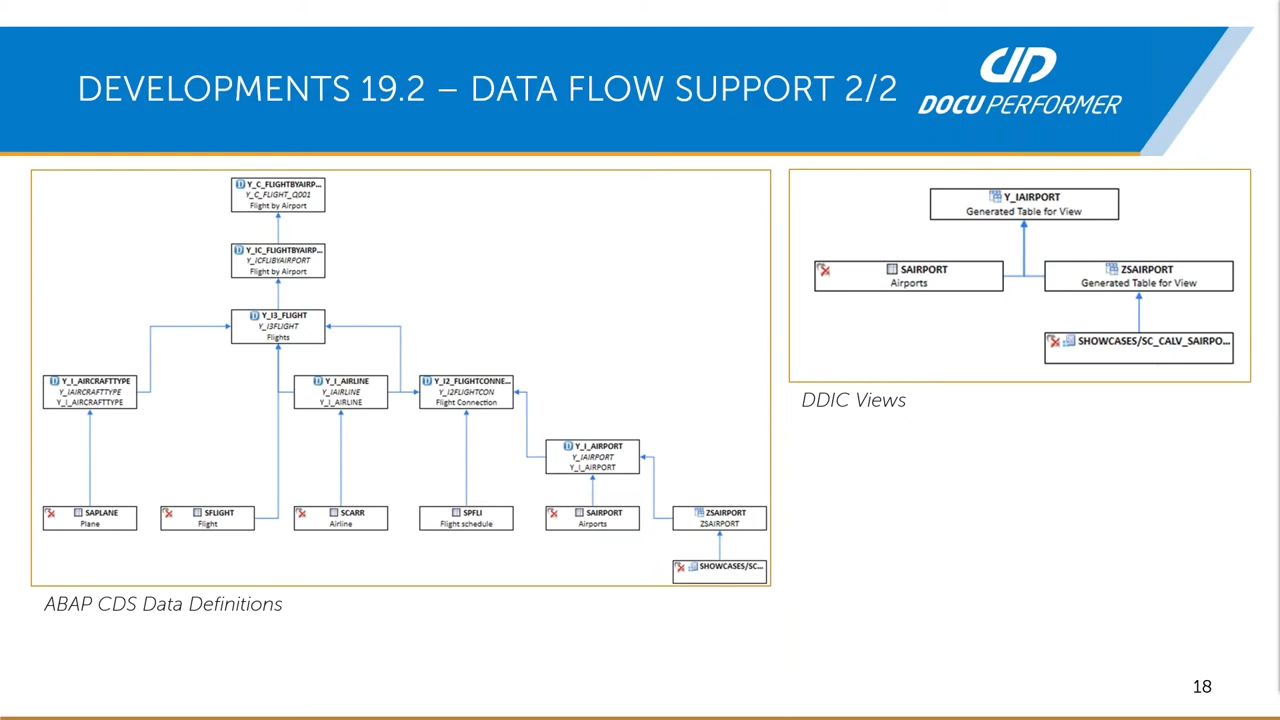 DEVELOPMENTS 19.2 – DATA FLOW SUPPORT 2/2
DOCU PERFORMER
Y_C_FLIGHTBYAIRP...
Y_C_FLIGHT_Q001
Flight by Airport
Y_IC_FLIGHTBYAIRP...
Y_ICFLIBYAIRPORT
Flight by Airport
Y_I3_FLIGHT
Y_I3FLIGHT
Flights
Y_I_AIRCRAFTTYPE
Y_IAIRCRAFTTYPE
Y_I_AIRCRAFTTYPE
Y_I_AIRLINE
Y_IAIRLINE
Y_I_AIRLINE
Y_I2_FLIGHTCONNE...
Y_I2FLIGHTCON
Flight Connection
Y_I_AIRPORT
Y_IAIRPORT
Y_I_AIRPORT
SAPLANE
Plane
SFLIGHT
Flight
SCARR
Airline
SPFLI
Flight schedule
SAIRPORT
Airports
ZSAIRPORT
ZSAIRPORT
SHOWCASES/SC...
ABAP CDS Data Definitions
Y_IAIRPORT
Generated Table for View
SAIRPORT
Airports
ZSAIRPORT
Generated Table for View
SHOWCASES/SC_CALV_SAIRPO...
DDIC Views
18